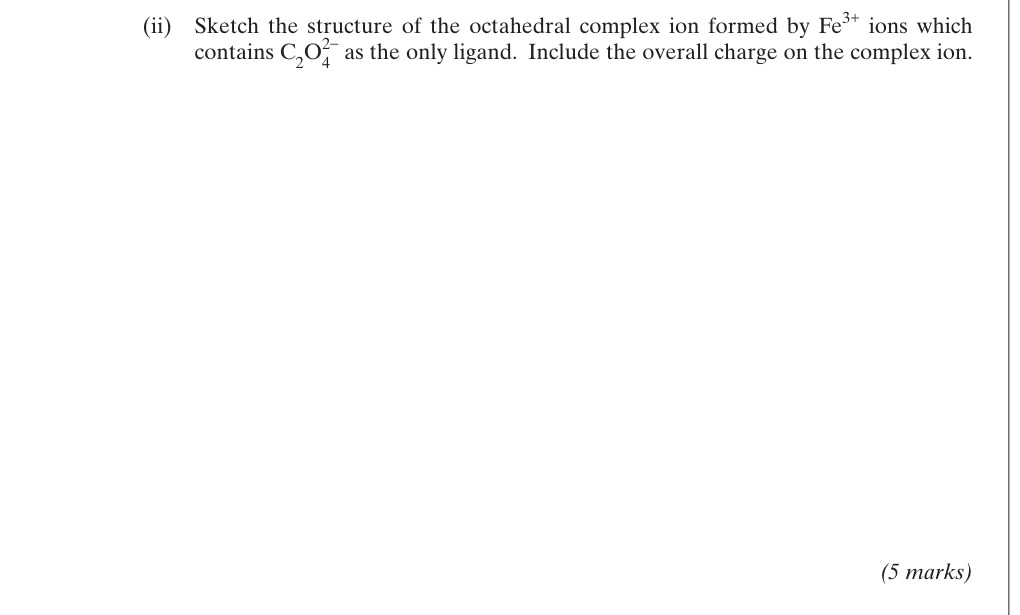 (ii) Sketch the structure of the octahedral complex ion formed by Fe³⁺ ions which
contains C₂O₄²⁻ as the only ligand. Include the overall charge on the complex ion.
(5 marks)